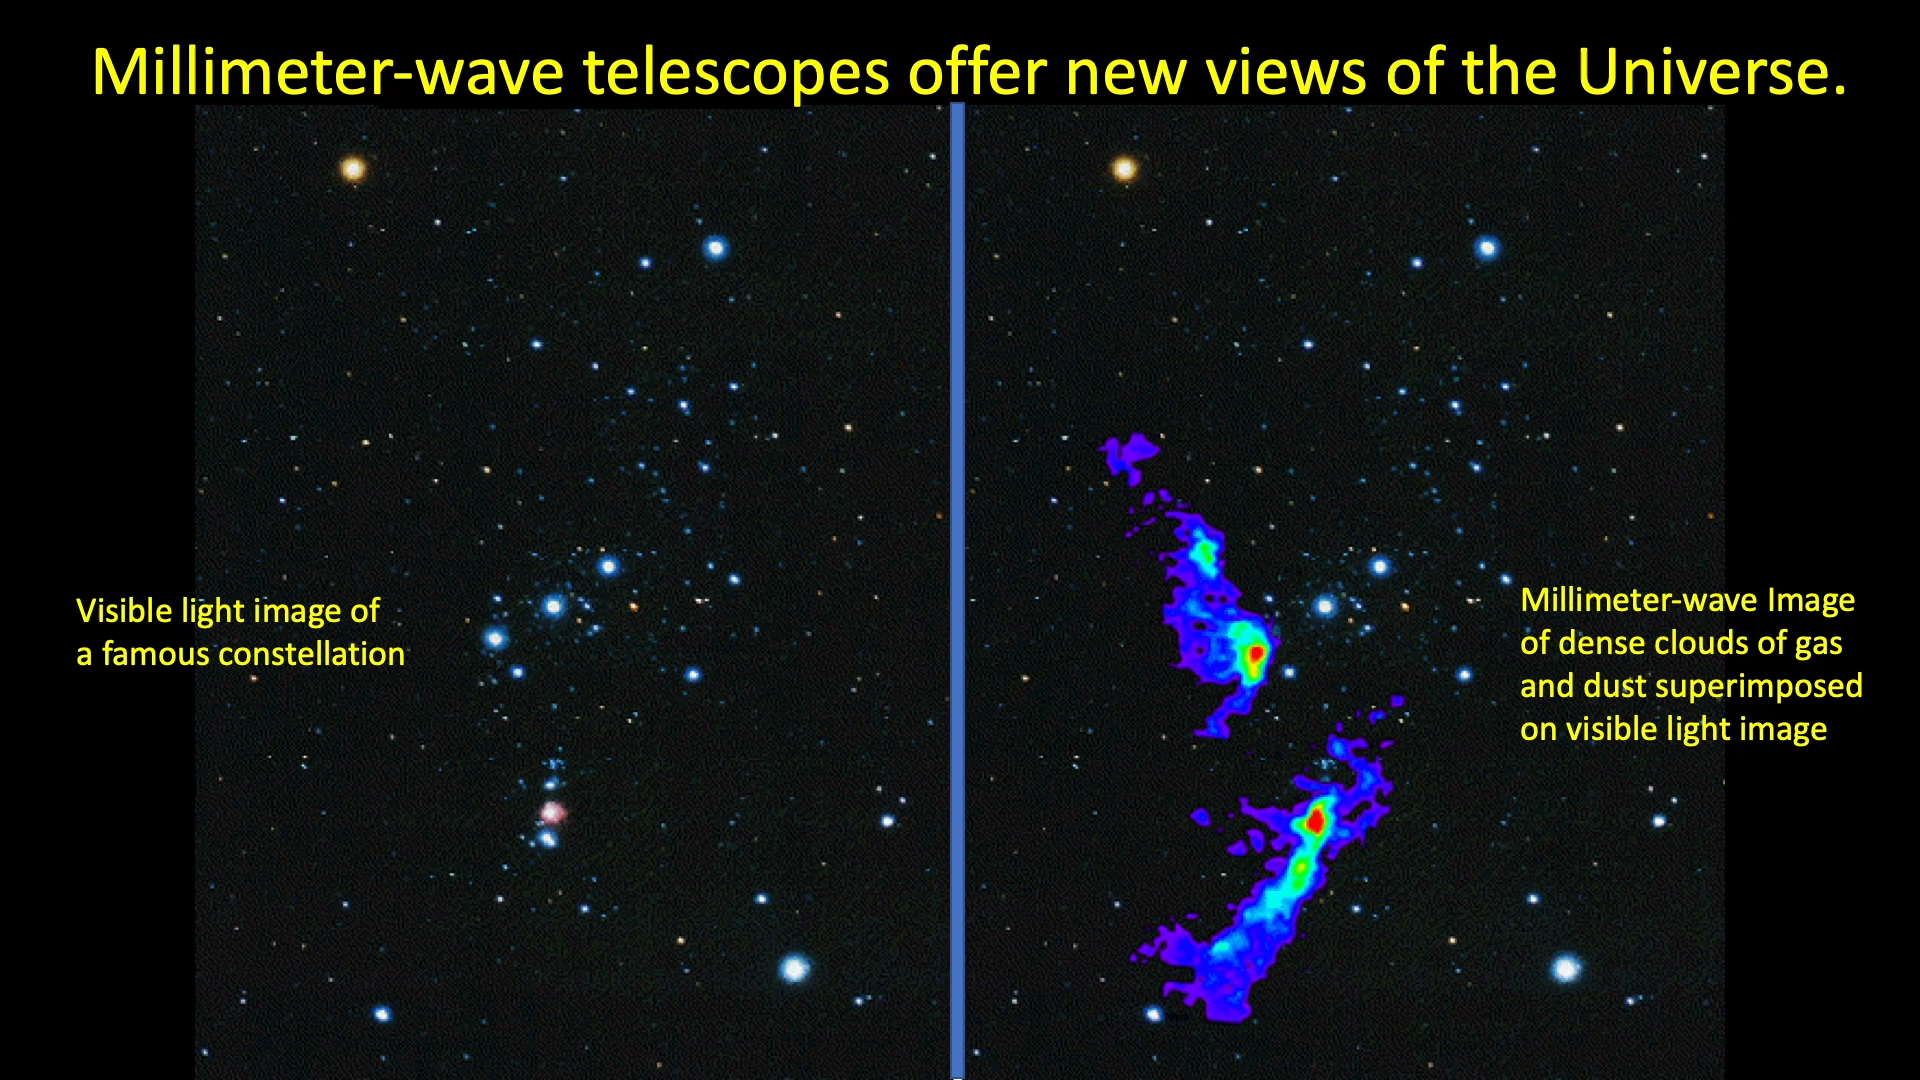 Millimeter-wave telescopes offer new views of the Universe.
Visible light image of
a famous constellation
Millimeter-wave Image
of dense clouds of gas
and dust superimposed
on visible light image